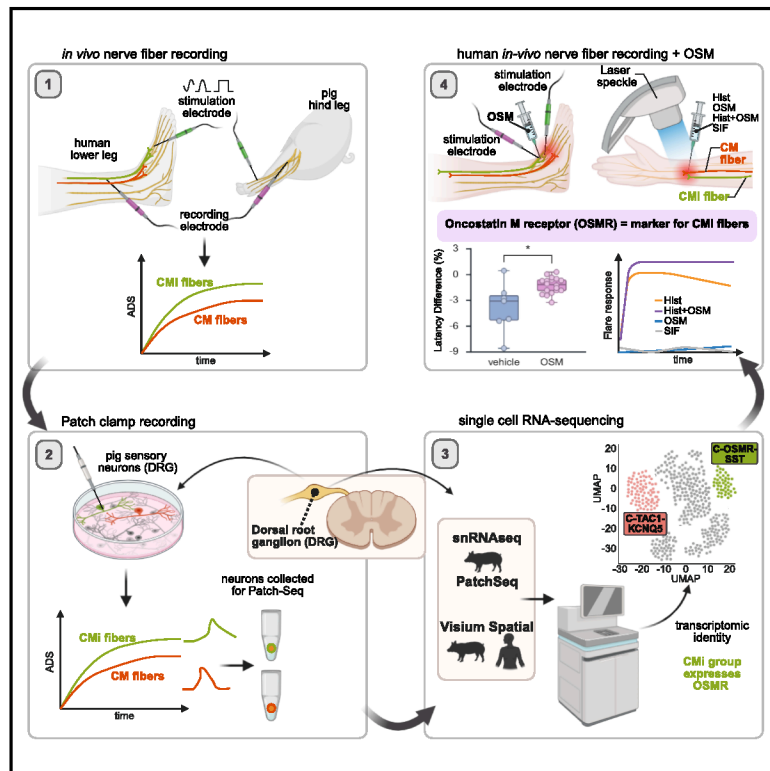 in vivo nerve fiber recording
1
stimulation
electrode
pig
hind leg
human
lower leg
recording
electrode
ADS
CMi fibers
CM fibers
time
human in-vivo nerve fiber recording + OSM
4
stimulation
electrode
OSM
stimulation
electrode
Laser
speckle
Hist
OSM
Hist+OSM
SIF
CM
fiber
CMI fiber
Oncostatin M receptor (OSMR) = marker for CMI fibers
Latency Difference (%)
3
0
-3
-6
-9
*
vehicle
OSM
Flare response
Hist
Hist+OSM
OSM
SIF
time
Patch clamp recording
2
pig sensory
neurons (DRG)
Dorsal root
ganglion (DRG)
neurons collected
for Patch-Seq
ADS
CMi fibers
CM fibers
time
single cell RNA-sequencing
3
snRNAseq
PatchSeq
Visium Spatial
UMAP
20
10
0
-10
-20
-30
C-OSMR-
SST
C-TAC1-
KCNQ5
-30
-20
-10
0
10
20
UMAP
transcriptomic
identity
CMi group
expresses
OSMR